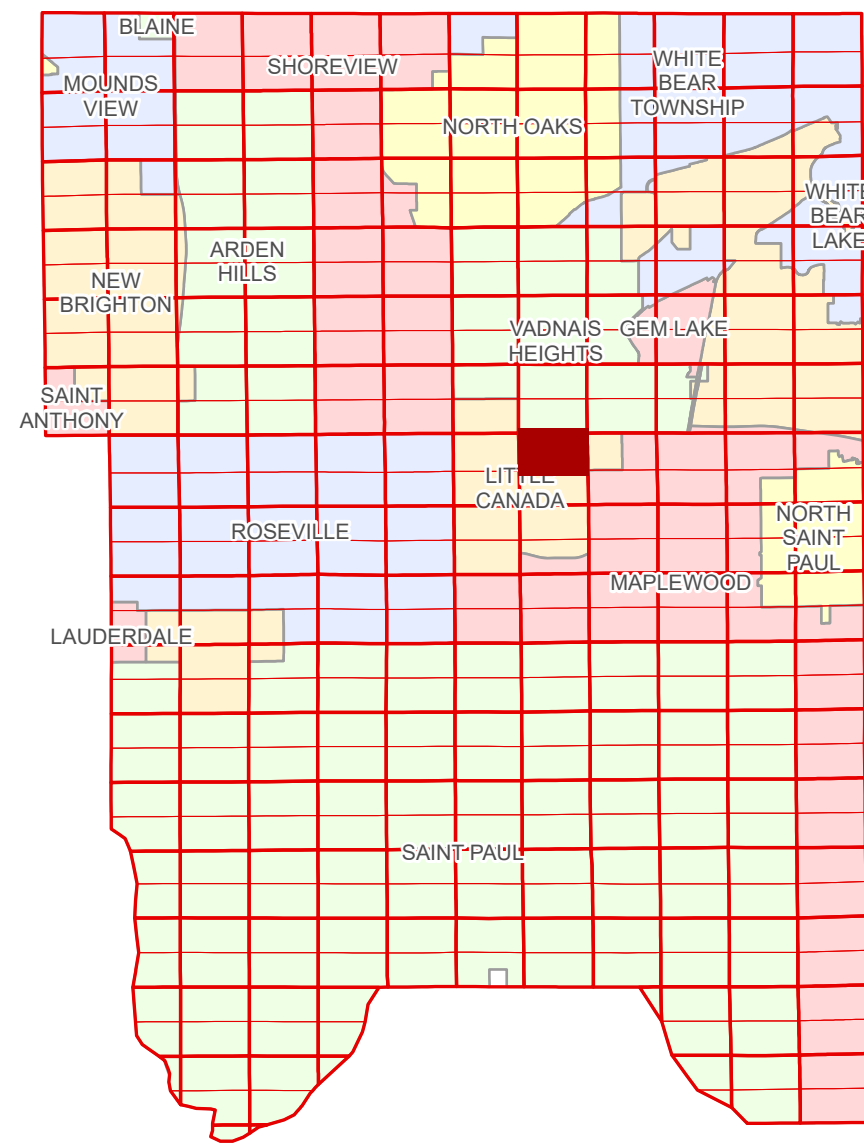 BLAINE
SHOREVIEW
WHITE
BEAR
TOWNSHIP
MOUNDS
VIEW
NORTH OAKS
WHITE
BEAR
LAKE
ARDEN
HILLS
NEW
BRIGHTON
VADNAIS
HEIGHTS
GEM LAKE
SAINT
ANTHONY
LITTLE
CANADA
ROSEVILLE
NORTH
SAINT
PAUL
MAPLEWOOD
LAUDERDALE
SAINT PAUL